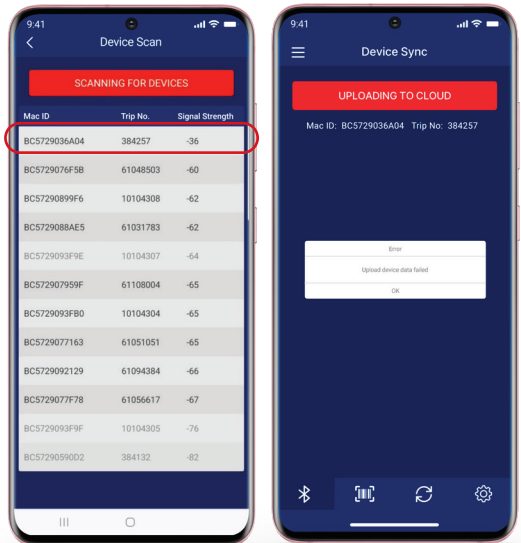 9:41
Device Scan
SCANNING FOR DEVICES
Mac ID Trip No. Signal Strength
BC5729036A04 384257 -36
BC5729076F5B 61048503 -60
BC57290899F6 10104308 -62
BC5729088AE5 61031783 -62
BC5729093F9E 10104307 -64
BC572907959F 61108004 -65
BC5729093FB0 10104304 -65
BC5729077163 61051051 -65
BC5729092129 61094384 -66
BC5729077F78 61056617 -67
BC5729093F9F 10104305 -76
BC57290590D2 384132 -82
9:41
Device Sync
UPLOADING TO CLOUD
Mac ID: BC5729036A04 Trip No: 384257
Error
Upload device data failed
OK